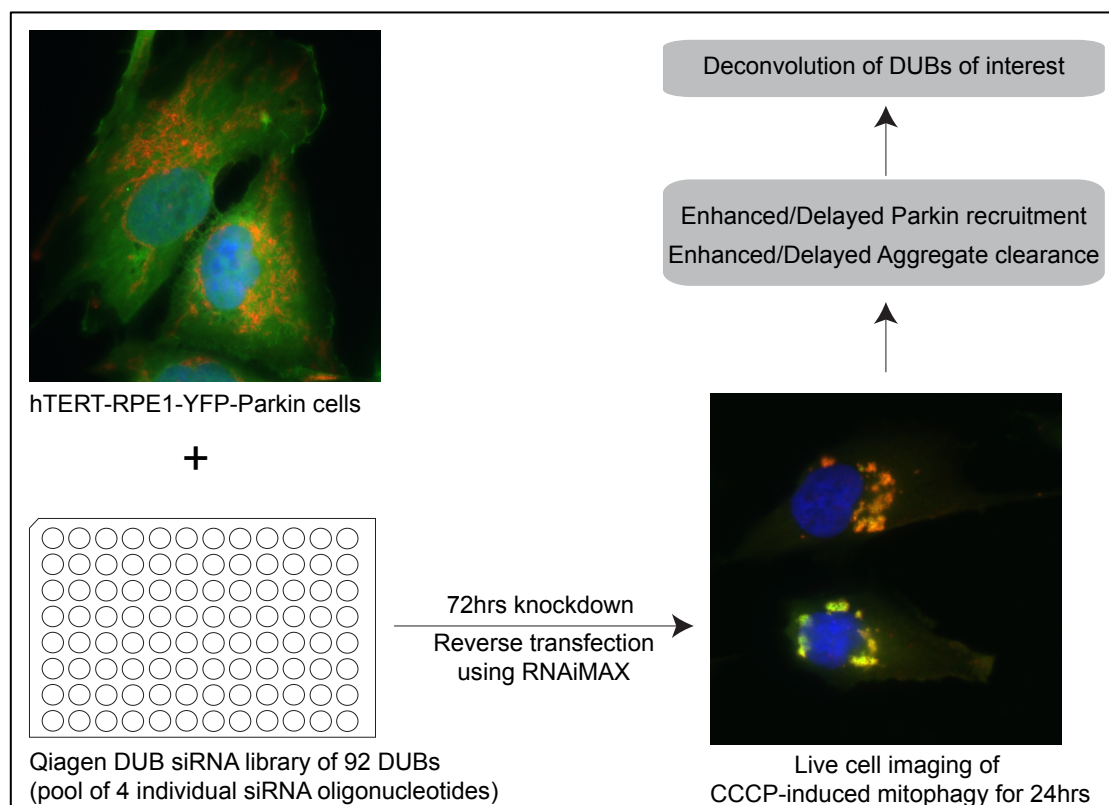 hTERT-RPE1-YFP-Parkin cells
+
Qiagen DUB siRNA library of 92 DUBs
(pool of 4 individual siRNA oligonucleotides)
72hrs knockdown
Reverse transfection
using RNAiMAX
Live cell imaging of
CCCP-induced mitophagy for 24hrs
Enhanced/Delayed Parkin recruitment
Enhanced/Delayed Aggregate clearance
Deconvolution of DUBs of interest